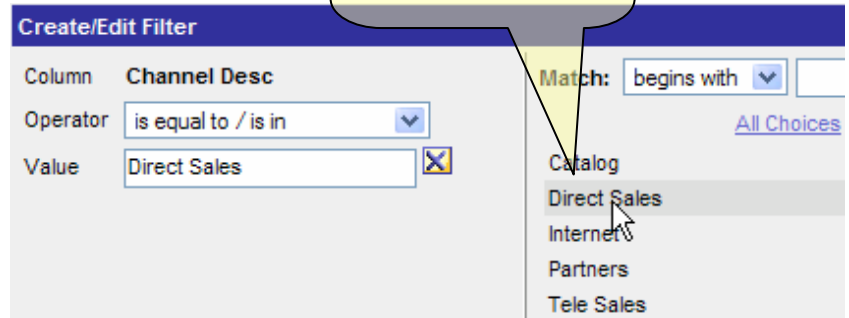 Create/Edit Filter
Column Channel Desc
Operator is equal to / is in
Value Direct Sales
Match: begins with
All Choices
Catalog
Direct Sales
Internet
Partners
Tele Sales